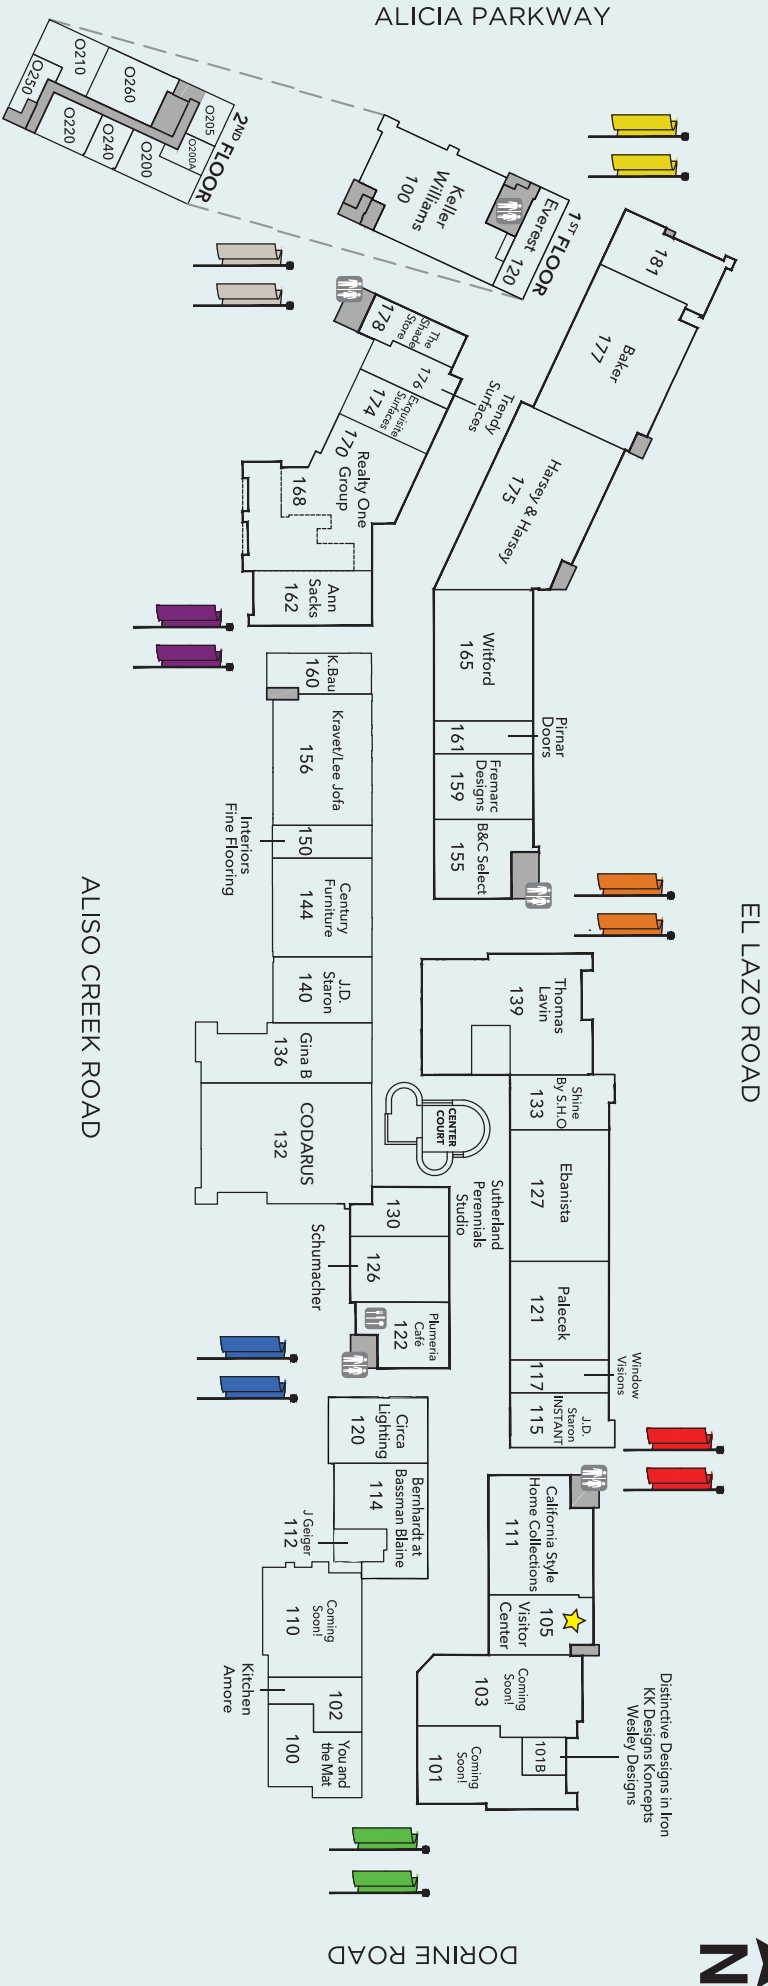 ALICIA PARKWAY
O210
O260
O250
O220
O240
O200
O200A
O205
2ND FLOOR
Keller
Williams
100
Everest 120
1ST FLOOR
181
Baker
177
The
Shade
Store
178
176
Trendy
Surfaces
Exquisite
Surfaces
174
Realty One
Group
170
168
Harsey & Harsey
175
Ann
Sacks
162
K.Bau
160
Witford
165
Kravet/Lee Jofa
156
Pirnar
Doors
161
Fremarc
Designs
159
B&C Select
155
150
Interiors
Fine Flooring
Century
Furniture
144
J.D.
Staron
140
Gina B
136
CODARUS
132
ALISO CREEK ROAD
EL LAZO ROAD
Thomas
Lavin
139
Shine
By S.H.O
133
CENTER
COURT
Ebanista
127
Sutherland
Perennials
Studio
130
126
Schumacher
Palecek
121
Plumeria
Café
122
Window
Visions
117
J.D.
Staron
INSTANT
115
Circa
Lighting
120
Bernhardt at
Bassman Blaine
114
J Geiger
112
California Style
Home Collections
111
105
Visitor
Center
Coming
Soon!
110
Coming
Soon!
103
Kitchen
Amore
102
You and
the Mat
100
Coming
Soon!
101
101B
Distinctive Designs in Iron
KK Designs Koncepts
Wesley Designs
DORINE ROAD
N